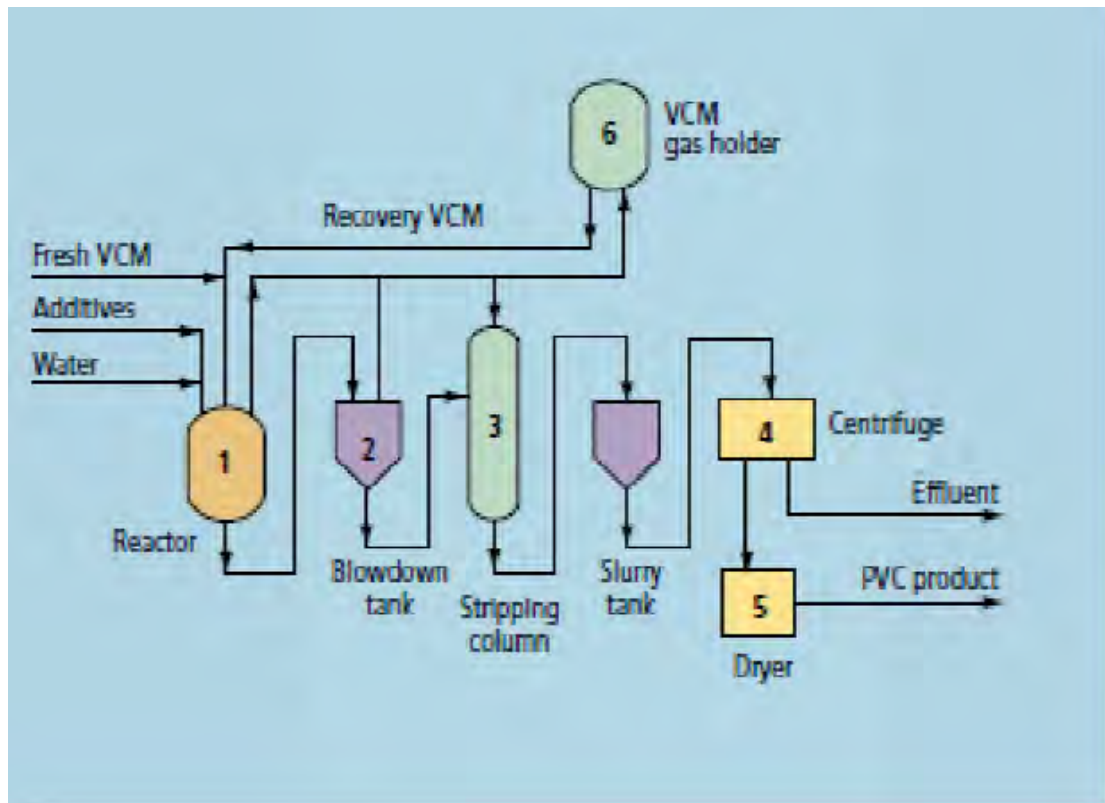 6
VCM
gas holder
Recovery VCM
Fresh VCM
Additives
Water
1
Reactor
2
Blowdown
tank
3
Stripping
column
Slurry
tank
4
Centrifuge
Effluent
5
Dryer
PVC product